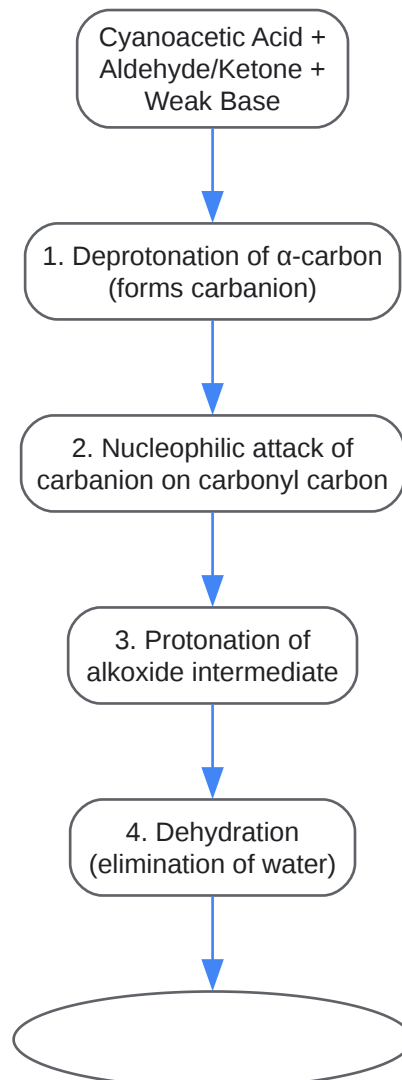 Cyanoacetic Acid +
Aldehyde/Ketone +
Weak Base
1. Deprotonation of α-carbon
(forms carbanion)
2. Nucleophilic attack of
carbanion on carbonyl carbon
3. Protonation of
alkoxide intermediate
4. Dehydration
(elimination of water)